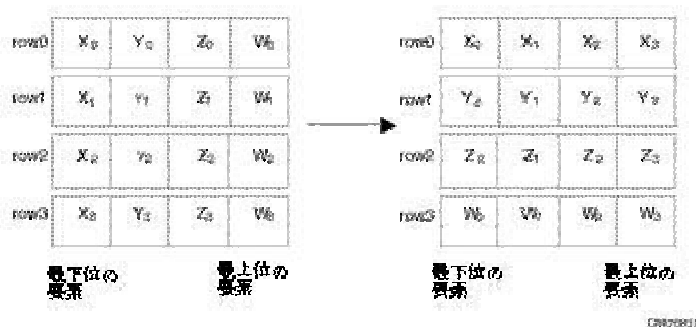 row0 X₀ Y₀ Z₀ W₀
row1 X₁ Y₁ Z₁ W₁
row2 X₂ Y₂ Z₂ W₂
row3 X₃ Y₃ Z₃ W₃
最下位の
要素
最上位の
要素
row0 X₀ X₁ X₂ X₃
row1 Y₀ Y₁ Y₂ Y₃
row2 Z₀ Z₁ Z₂ Z₃
row3 W₀ W₁ W₂ W₃
最下位の
要素
最上位の
要素